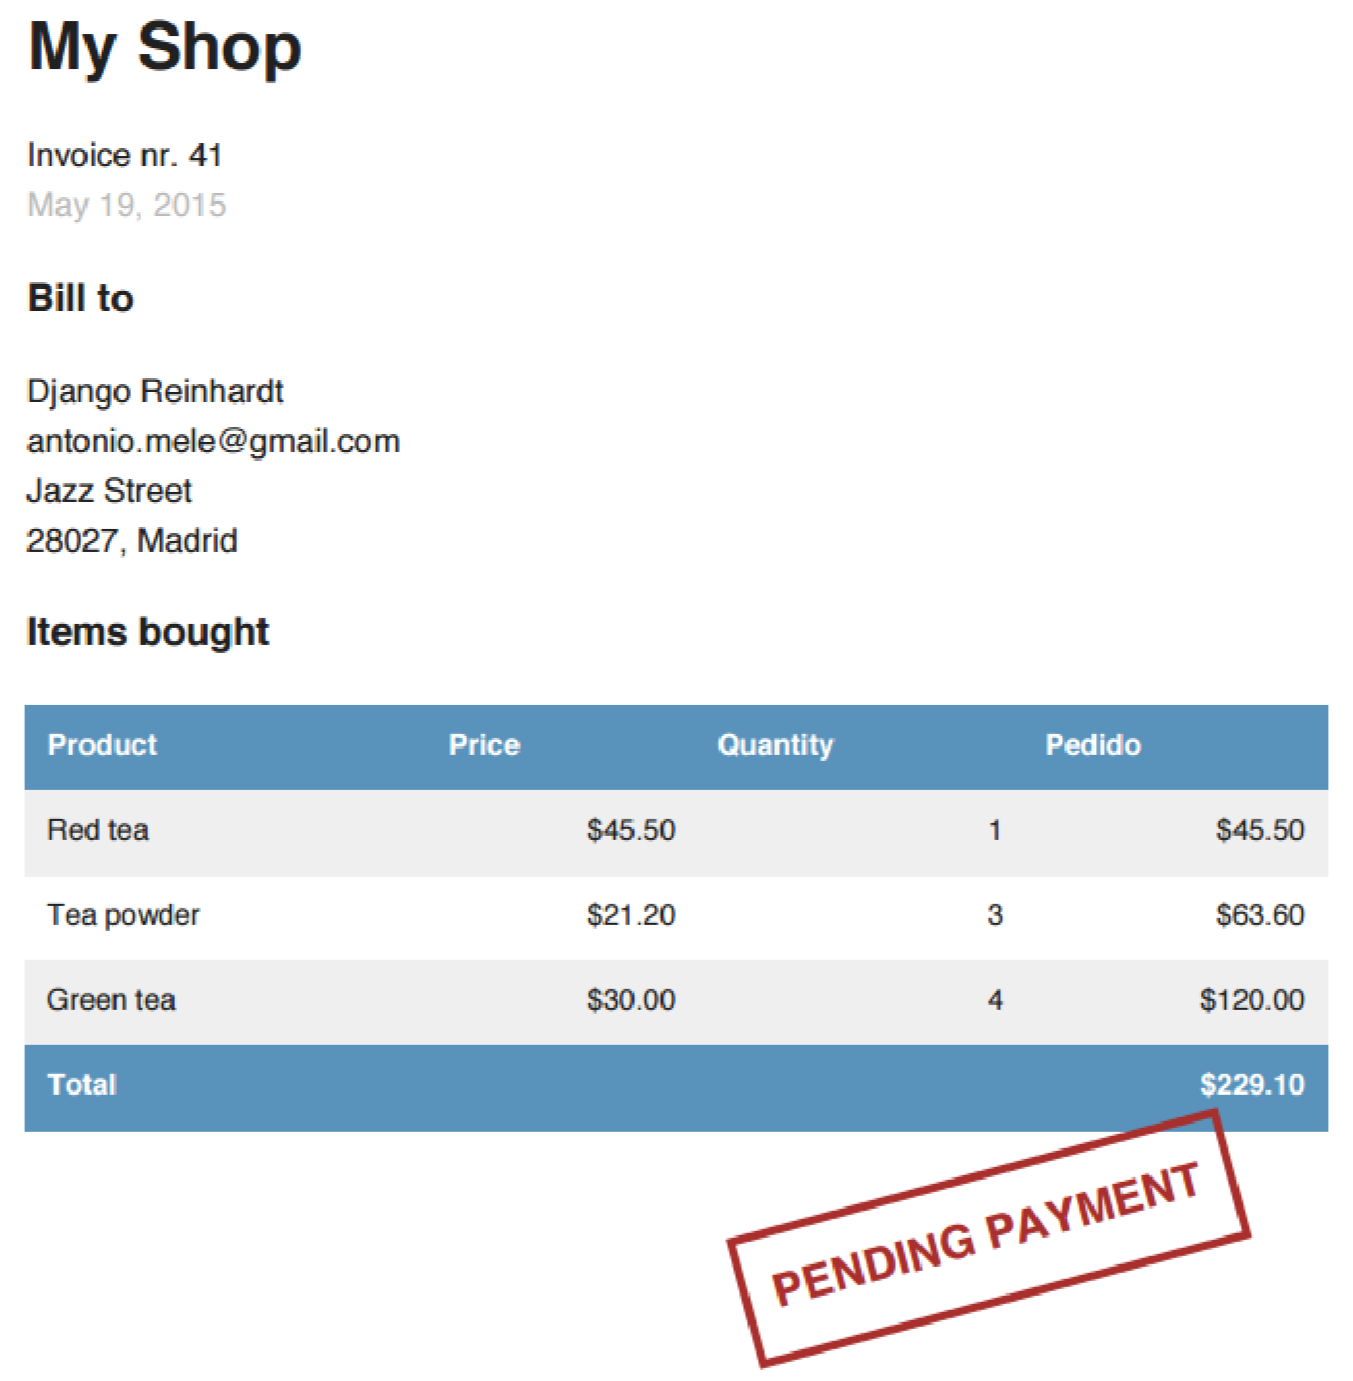 My Shop
Invoice nr. 41
May 19, 2015
Bill to
Django Reinhardt
antonio.mele@gmail.com
Jazz Street
28027, Madrid
Items bought
Product Price Quantity Pedido
Red tea $45.50 1 $45.50
Tea powder $21.20 3 $63.60
Green tea $30.00 4 $120.00
Total $229.10
PENDING PAYMENT